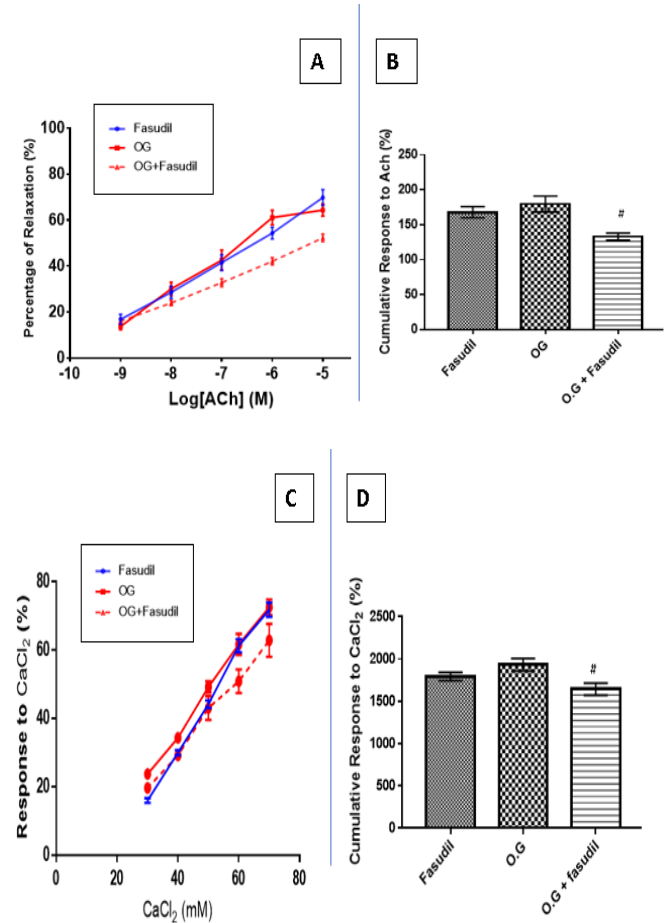 A
B
Fasudil
OG
OG+Fasudil
Percentage of Relaxation (%)
100
80
60
40
20
0
-10
-9
-8
-7
-6
-5
Log[ACh] (M)
Cumulative Response to Ach (%)
250
200
150
100
50
0
#
Fasudil
OG
O.G + Fasudil
C
D
Fasudil
OG
OG+Fasudil
Response to CaCl₂ (%)
80
60
40
20
0
0
20
40
60
80
CaCl₂ (mM)
Cumulative Response to CaCl₂ (%)
2500
2000
1500
1000
500
0
#
Fasudil
O.G
O.G + fasudil